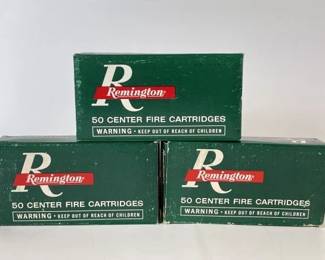 R
Remington
50 CENTER FIRE CARTRIDGES
WARNING • KEEP OUT OF REACH OF CHILDREN
R
Remington
50 CENTER FIRE CARTRIDGES
WARNING • KEEP OUT OF REACH OF CHILDREN
R
Remington
50 CENTER FIRE CARTRIDGES
WARNING • KEEP OUT OF REACH OF CHILDREN